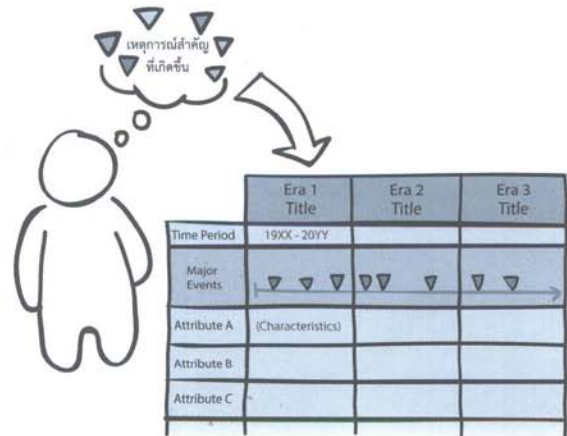 เหตุการณ์สำคัญ
ที่เกิดขึ้น
Era 1
Title
Era 2
Title
Era 3
Title
Time Period
19XX - 20YY
Major
Events
Attribute A
(Characteristics)
Attribute B
Attribute C